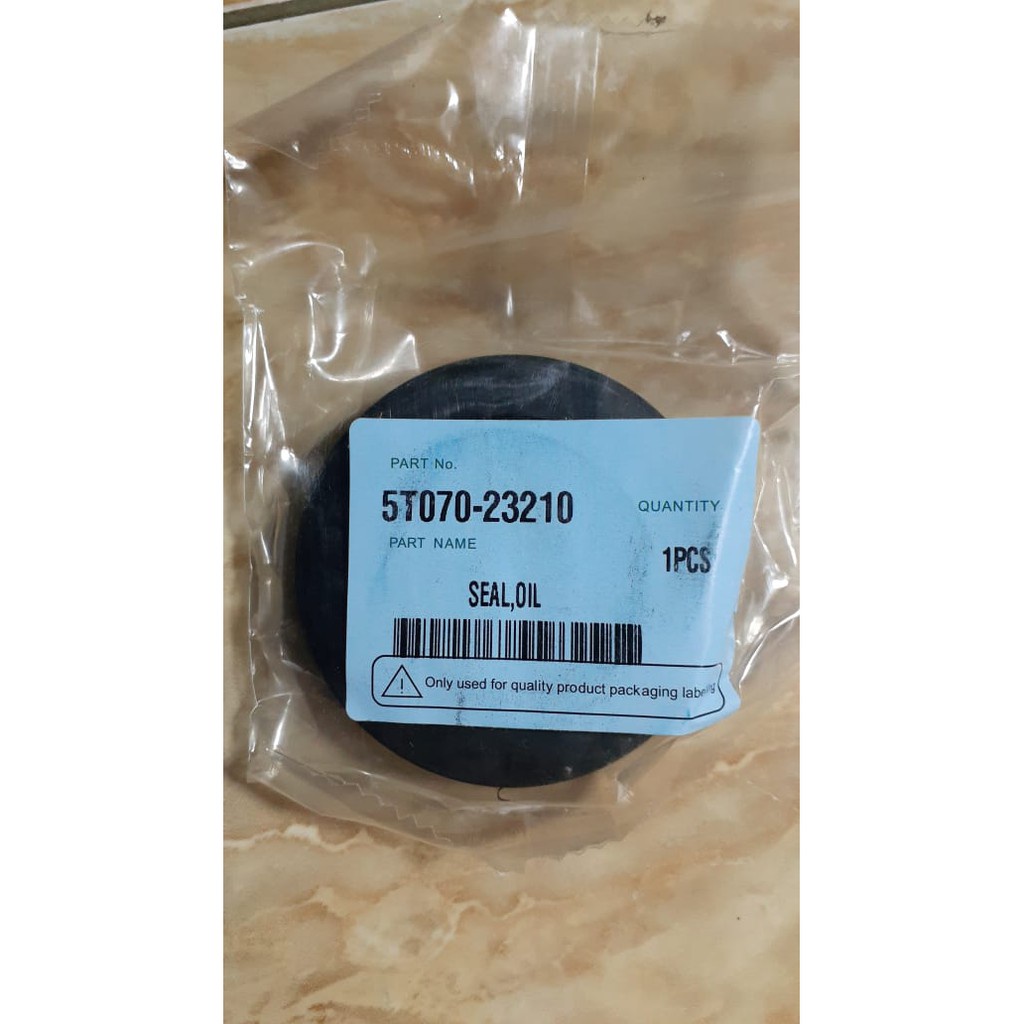 PART No.
5T070-23210
QUANTITY
PART NAME
1PCS
SEAL,OIL
Only used for quality product packaging labeling